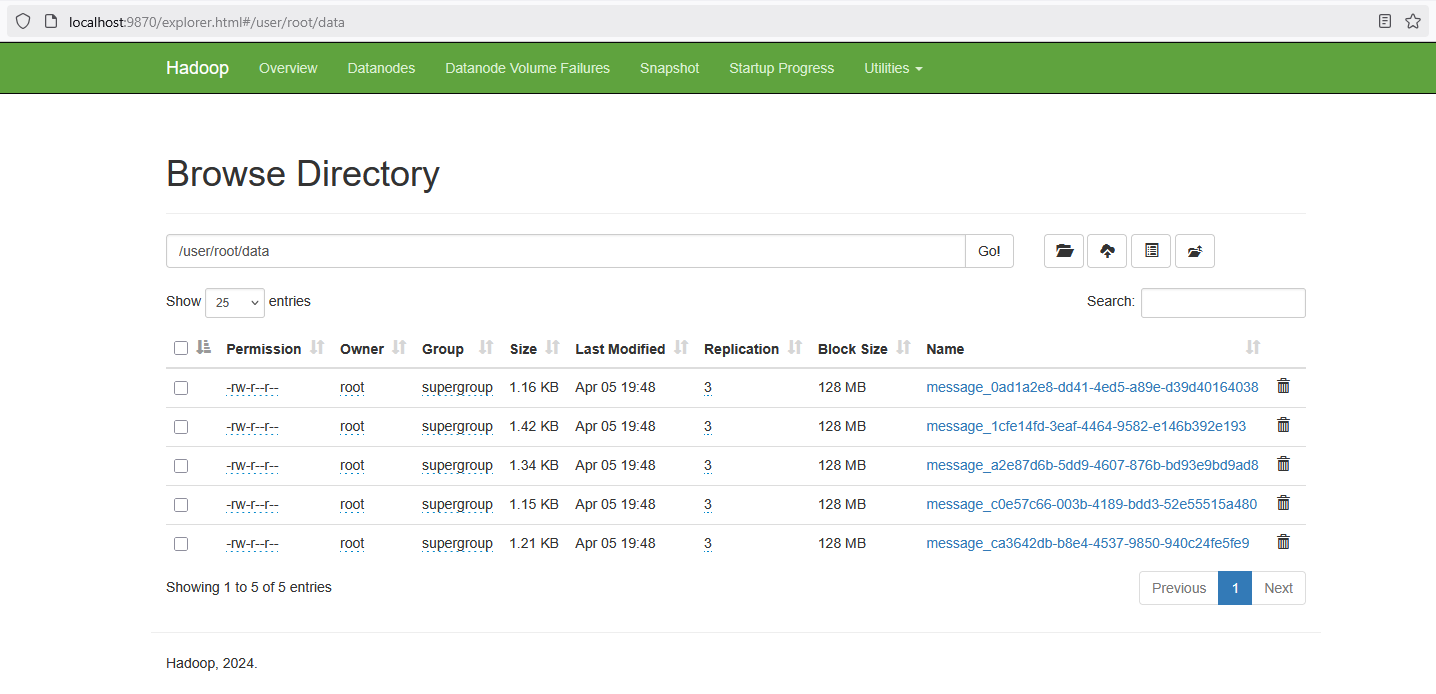 localhost:9870/explorer.html#/user/root/data
Hadoop Overview Datanodes Datanode Volume Failures Snapshot Startup Progress Utilities
Browse Directory
/user/root/data Go!
Show 25 entries Search:
Permission Owner Group Size Last Modified Replication Block Size Name
-rw-r--r-- root supergroup 1.16 KB Apr 05 19:48 3 128 MB message_0ad1a2e8-dd41-4ed5-a89e-d39d40164038
-rw-r--r-- root supergroup 1.42 KB Apr 05 19:48 3 128 MB message_1cfe14fd-3eaf-4464-9582-e146b392e193
-rw-r--r-- root supergroup 1.34 KB Apr 05 19:48 3 128 MB message_a2e87d6b-5dd9-4607-876b-bd93e9bd9ad8
-rw-r--r-- root supergroup 1.15 KB Apr 05 19:48 3 128 MB message_c0e57c66-003b-4189-bdd3-52e55515a480
-rw-r--r-- root supergroup 1.21 KB Apr 05 19:48 3 128 MB message_ca3642db-b8e4-4537-9850-940c24fe5fe9
Showing 1 to 5 of 5 entries Previous 1 Next
Hadoop, 2024.